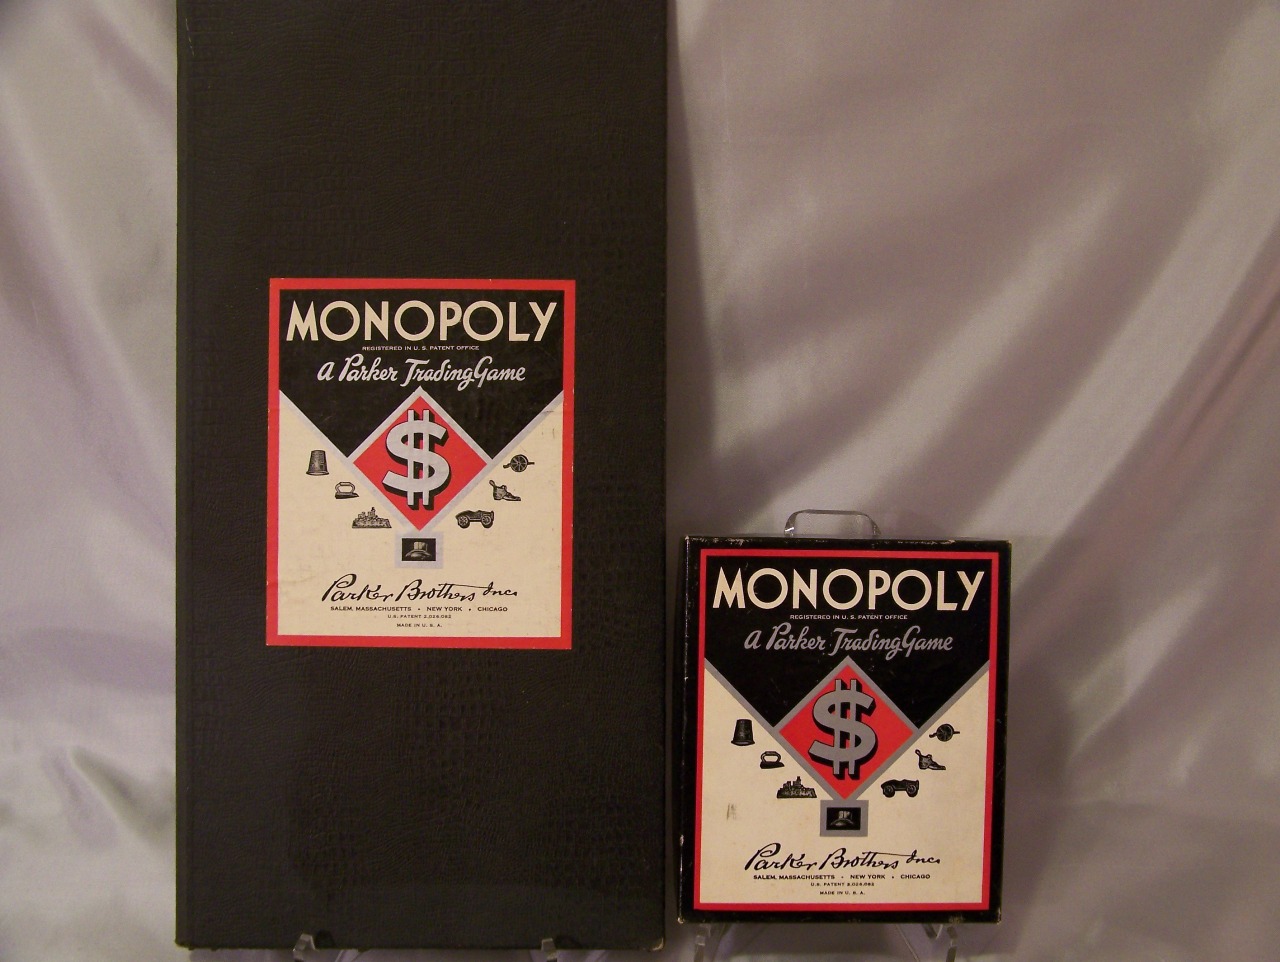 MONOPOLY
REGISTERED IN U. S. PATENT OFFICE
a Parker Trading Game
$
Parker Brothers Inc.
SALEM, MASSACHUSETTS • NEW YORK • CHICAGO
U.S. PATENT 2,026,082
MADE IN U. S. A.
MONOPOLY
REGISTERED IN U. S. PATENT OFFICE
a Parker Trading Game
$
Parker Brothers Inc.
SALEM, MASSACHUSETTS • NEW YORK • CHICAGO
U.S. PATENT 2,026,082
MADE IN U. S. A.